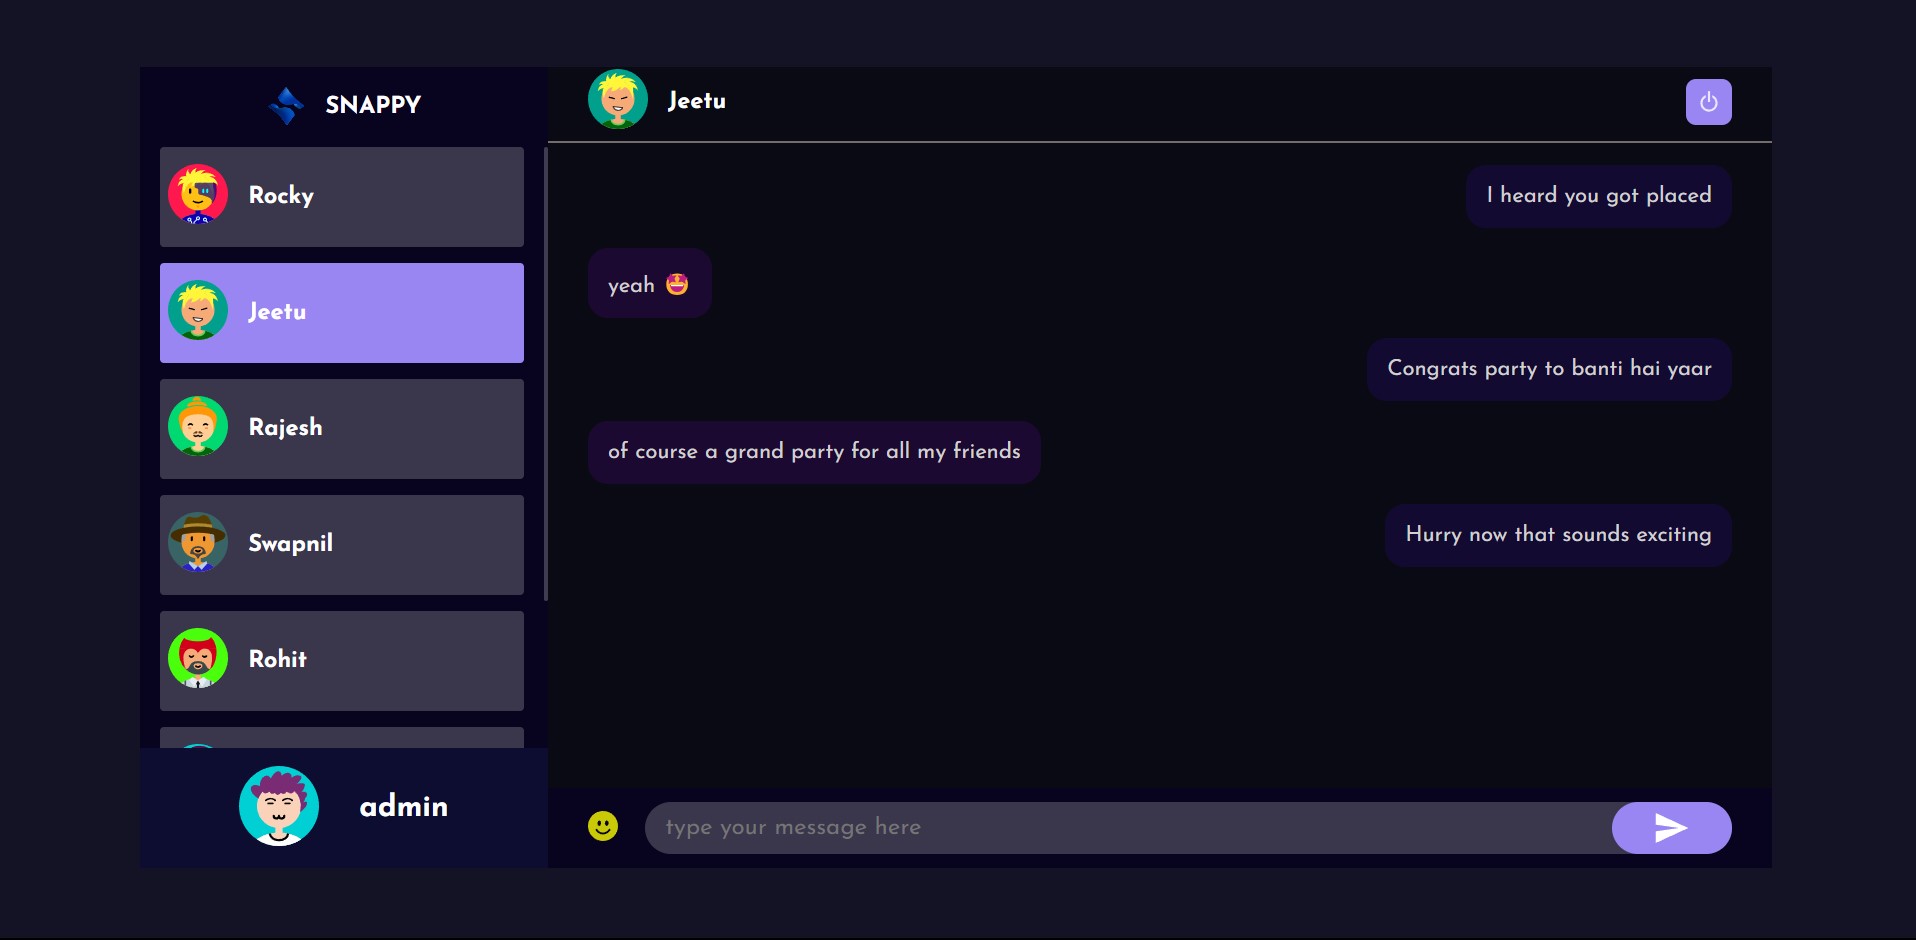 SNAPPY
Rocky
Jeetu
Rajesh
Swapnil
Rohit
admin
Jeetu
I heard you got placed
yeah 🤩
Congrats party to banti hai yaar
of course a grand party for all my friends
Hurry now that sounds exciting
type your message here